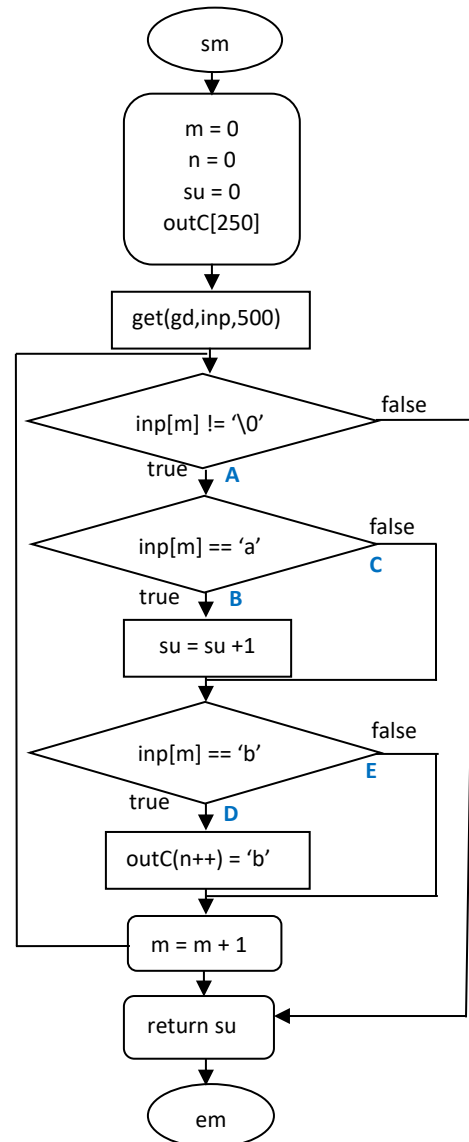 sm
m = 0
n = 0
su = 0
outC[250]
get(gd,inp,500)
inp[m] != ‘\0’
false
true
A
inp[m] == ‘a’
false
C
true
B
su = su +1
inp[m] == ‘b’
false
E
true
D
outC(n++) = ‘b’
m = m + 1
return su
em